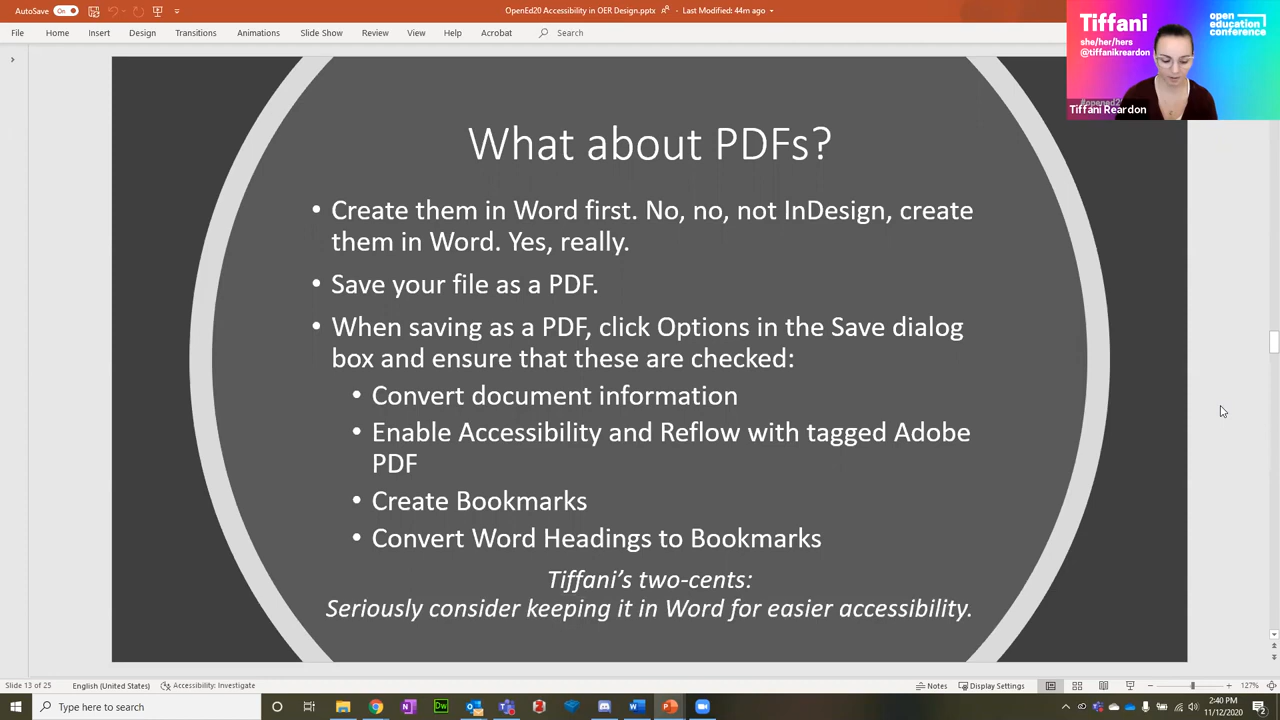 AutoSave On OpenEd20 Accessibility in OER Design.pptx - Last Modified: 44m ago
File Home Insert Design Transitions Animations Slide Show Review View Help Acrobat Search
Tiffani
she/her/hers
@tiffanikreardon
open
education
conference
Tiffani Reardon
What about PDFs?
• Create them in Word first. No, no, not InDesign, create
them in Word. Yes, really.
• Save your file as a PDF.
• When saving as a PDF, click Options in the Save dialog
box and ensure that these are checked:
• Convert document information
• Enable Accessibility and Reflow with tagged Adobe
PDF
• Create Bookmarks
• Convert Word Headings to Bookmarks
Tiffani's two-cents:
Seriously consider keeping it in Word for easier accessibility.
Slide 13 of 25 English (United States) Accessibility: Investigate Notes Display Settings 127%
Type here to search
2:40 PM
11/12/2020